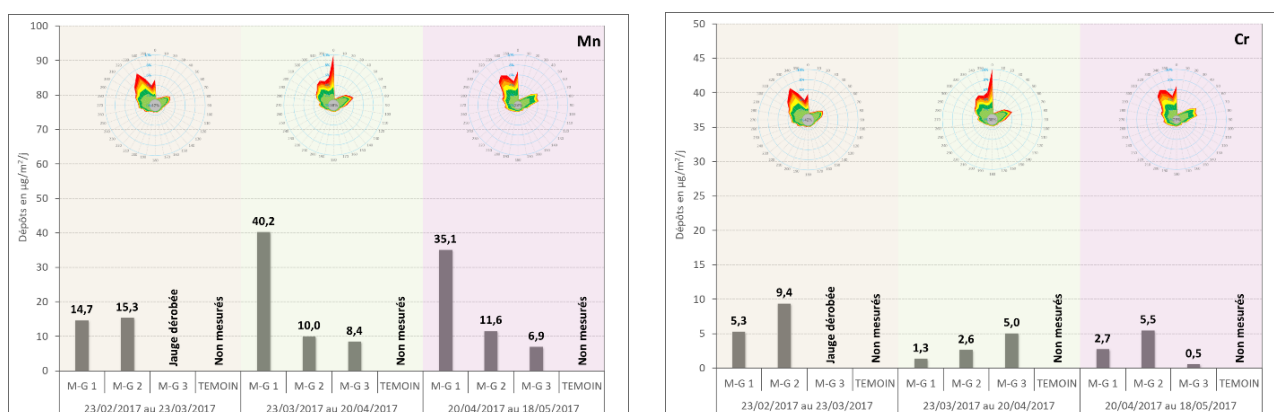 Mn
Dépôts en µg/m²/j
100
90
80
70
60
50
40
30
20
10
0
14,7
15,3
Jauge dérobée
Non mesurés
40,2
10,0
8,4
Non mesurés
35,1
11,6
6,9
Non mesurés
M-G 1 M-G 2 M-G 3 TEMOIN M-G 1 M-G 2 M-G 3 TEMOIN M-G 1 M-G 2 M-G 3 TEMOIN
23/02/2017 au 23/03/2017 23/03/2017 au 20/04/2017 20/04/2017 au 18/05/2017
Cr
Dépôts en µg/m²/j
50
45
40
35
30
25
20
15
10
5
0
5,3
9,4
Jauge dérobée
Non mesurés
1,3
2,6
5,0
Non mesurés
2,7
5,5
0,5
Non mesurés
M-G 1 M-G 2 M-G 3 TEMOIN M-G 1 M-G 2 M-G 3 TEMOIN M-G 1 M-G 2 M-G 3 TEMOIN
23/02/2017 au 23/03/2017 23/03/2017 au 20/04/2017 20/04/2017 au 18/05/2017